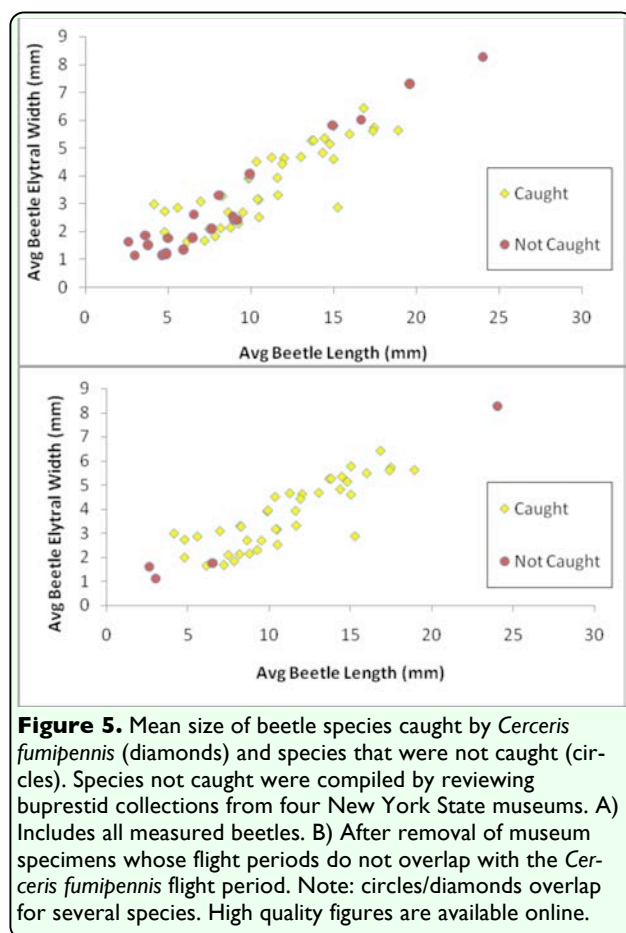 9
8
7
6
5
4
3
2
1
0
Avg Beetle Elytral Width (mm)
0 5 10 15 20 25 30
Avg Beetle Length (mm)
Caught
Not Caught
9
8
7
6
5
4
3
2
1
0
Avg Beetle Elytral Width (mm)
0 5 10 15 20 25 30
Avg Beetle Length (mm)
Caught
Not Caught
Figure 5. Mean size of beetle species caught by Cerceris
fumipennis (diamonds) and species that were not caught (cir-
cles). Species not caught were compiled by reviewing
buprestid collections from four New York State museums. A)
Includes all measured beetles. B) After removal of museum
specimens whose flight periods do not overlap with the Cer-
ceris fumipennis flight period. Note: circles/diamonds overlap
for several species. High quality figures are available online.